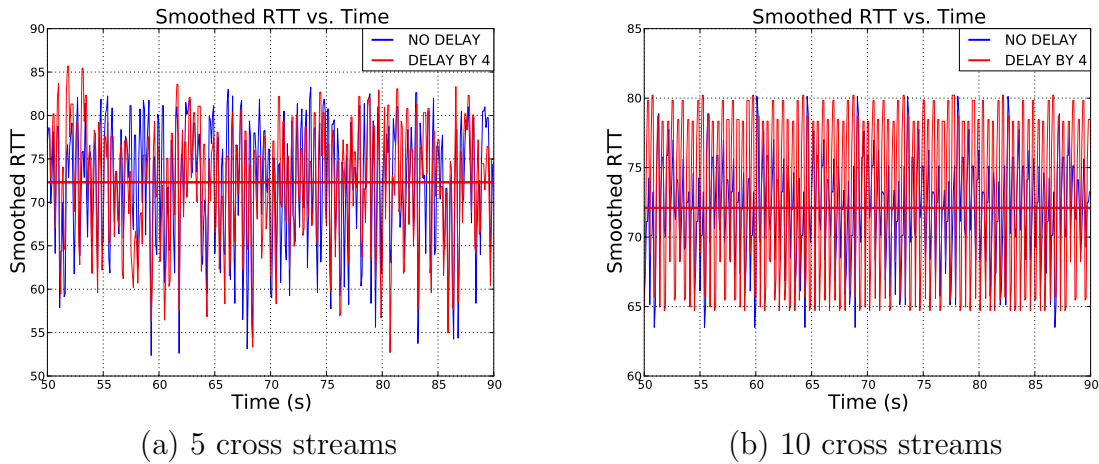 Smoothed RTT vs. Time
90
85
80
75
70
65
60
55
50
50 55 60 65 70 75 80 85 90
Smoothed RTT
Time (s)
NO DELAY
DELAY BY 4
(a) 5 cross streams
Smoothed RTT vs. Time
85
80
75
70
65
60
50 55 60 65 70 75 80 85 90
Smoothed RTT
Time (s)
NO DELAY
DELAY BY 4
(b) 10 cross streams